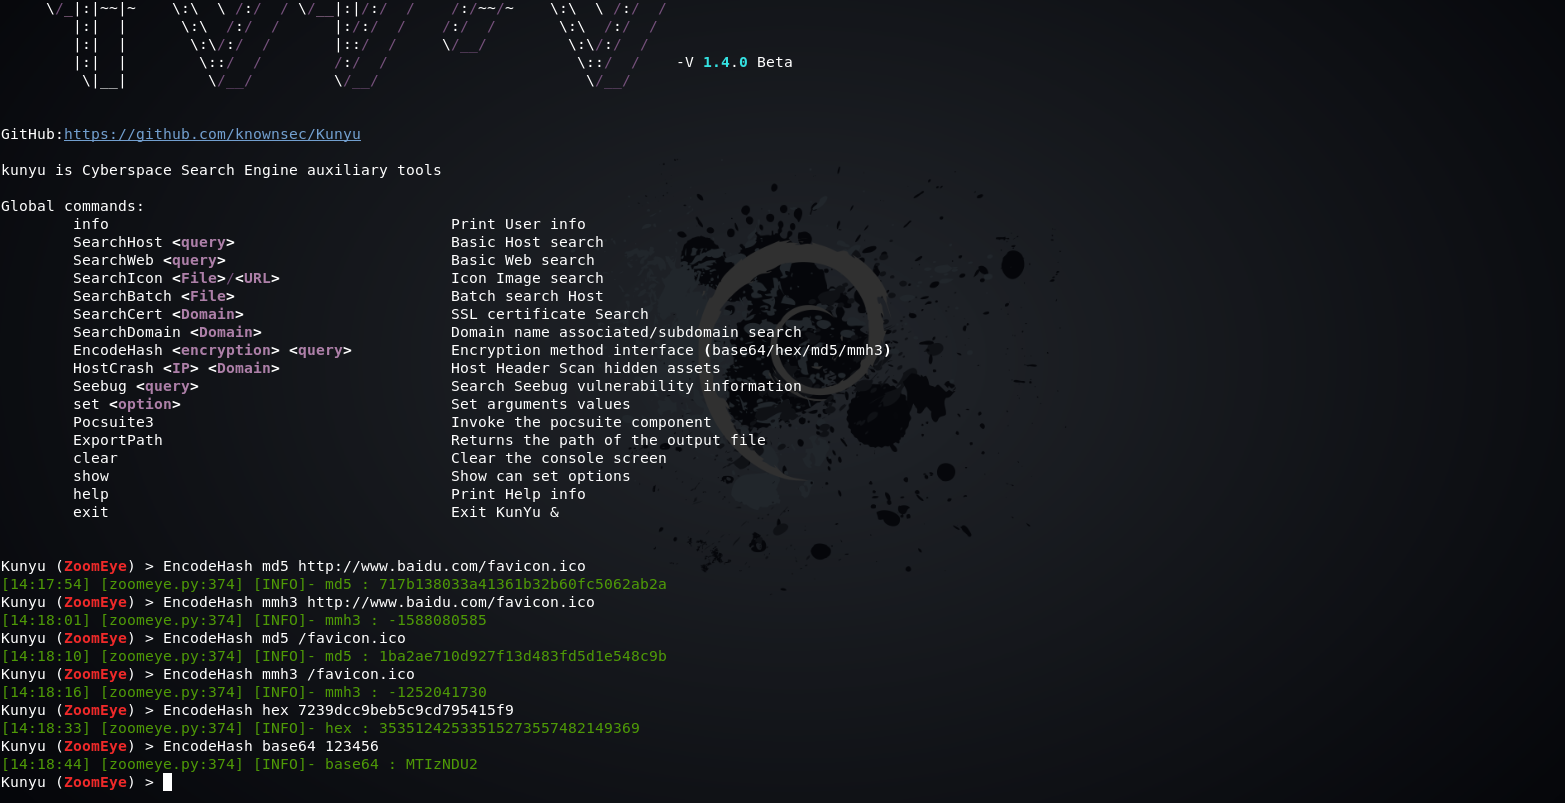 \/_|:|~~|~    \:\  \ /:/  / \/__|:|/:/  /    /:/~~/~    \:\  \ /:/  /
|:|  |      \:\  /:/  /      |:/:/  /    /:/  /       \:\  /:/  /
|:|  |       \:\/:/  /       |::/  /     \/__/         \:\/:/  /
|:|  |        \::/  /        /:/  /                     \::/  /    -V 1.4.0 Beta
\|__|         \/__/         \/__/                       \/__/
GitHub:https://github.com/knownsec/Kunyu
kunyu is Cyberspace Search Engine auxiliary tools
Global commands:
info Print User info
SearchHost <query> Basic Host search
SearchWeb <query> Basic Web search
SearchIcon <File>/<URL> Icon Image search
SearchBatch <File> Batch search Host
SearchCert <Domain> SSL certificate Search
SearchDomain <Domain> Domain name associated/subdomain search
EncodeHash <encryption> <query> Encryption method interface (base64/hex/md5/mmh3)
HostCrash <IP> <Domain> Host Header Scan hidden assets
Seebug <query> Search Seebug vulnerability information
set <option> Set arguments values
Pocsuite3 Invoke the pocsuite component
ExportPath Returns the path of the output file
clear Clear the console screen
show Show can set options
help Print Help info
exit Exit KunYu &
Kunyu (ZoomEye) > EncodeHash md5 http://www.baidu.com/favicon.ico
[14:17:54] [zoomeye.py:374] [INFO]- md5 : 717b138033a41361b32b60fc5062ab2a
Kunyu (ZoomEye) > EncodeHash mmh3 http://www.baidu.com/favicon.ico
[14:18:01] [zoomeye.py:374] [INFO]- mmh3 : -1588080585
Kunyu (ZoomEye) > EncodeHash md5 /favicon.ico
[14:18:10] [zoomeye.py:374] [INFO]- md5 : 1ba2ae710d927f13d483fd5d1e548c9b
Kunyu (ZoomEye) > EncodeHash mmh3 /favicon.ico
[14:18:16] [zoomeye.py:374] [INFO]- mmh3 : -1252041730
Kunyu (ZoomEye) > EncodeHash hex 7239dcc9beb5c9cd795415f9
[14:18:33] [zoomeye.py:374] [INFO]- hex : 35351242533515273557482149369
Kunyu (ZoomEye) > EncodeHash base64 123456
[14:18:44] [zoomeye.py:374] [INFO]- base64 : MTIzNDU2
Kunyu (ZoomEye) >